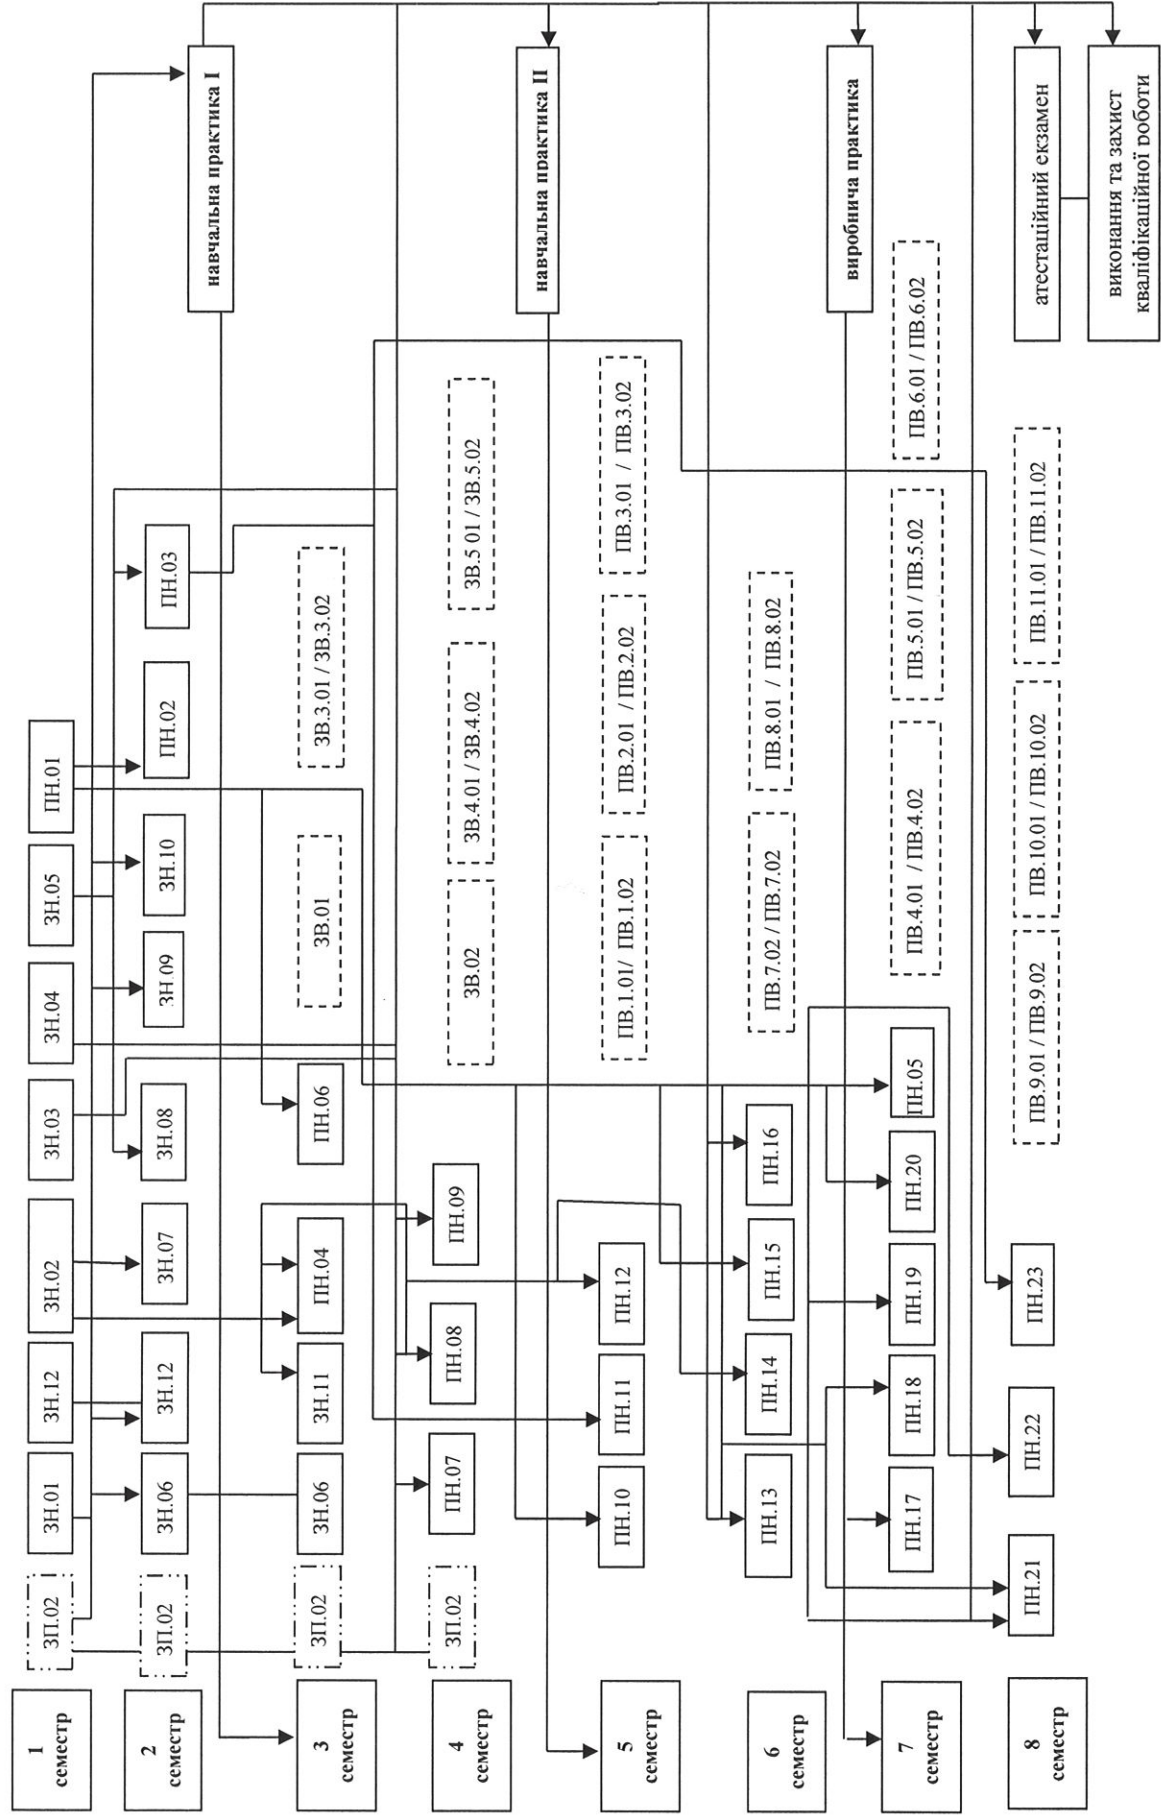 1
семестр
ЗП.02
ЗН.01
ЗН.12
ЗН.02
ЗН.03
ЗН.04
ЗН.05
ПН.01
2
семестр
ЗП.02
ЗН.06
ЗН.12
ЗН.07
ЗН.08
ЗН.09
ЗН.10
ПН.02
ПН.03
навчальна практика I
3
семестр
ЗП.02
ЗН.06
ЗН.11
ПН.04
ПН.06
ЗВ.01
ЗВ.3.01 / ЗВ.3.02
4
семестр
ЗП.02
ПН.07
ПН.08
ПН.09
ЗВ.02
ЗВ.4.01 / ЗВ.4.02
ЗВ.5 01 / ЗВ.5.02
навчальна практика II
5
семестр
ПН.10
ПН.11
ПН.12
ПВ.1.01/ ПВ.1.02
ПВ.2.01 / ПВ.2.02
ПВ.3.01 / ПВ.3.02
6
семестр
ПН.13
ПН.14
ПН.15
ПН.16
ПВ.7.02 / ПВ.7.02
ПВ.8.01 / ПВ.8.02
виробнича практика
7
семестр
ПН.17
ПН.18
ПН.19
ПН.20
ПН.05
ПВ.4.01 / ПВ.4.02
ПВ.5.01 / ПВ.5.02
ПВ.6.01 / ПВ.6.02
8
семестр
ПН.21
ПН.22
ПН.23
ПВ.9.01 / ПВ.9.02
ПВ.10.01 / ПВ.10.02
ПВ.11.01 / ПВ.11.02
атестаційний екзамен
виконання та захист
кваліфікаційної роботи